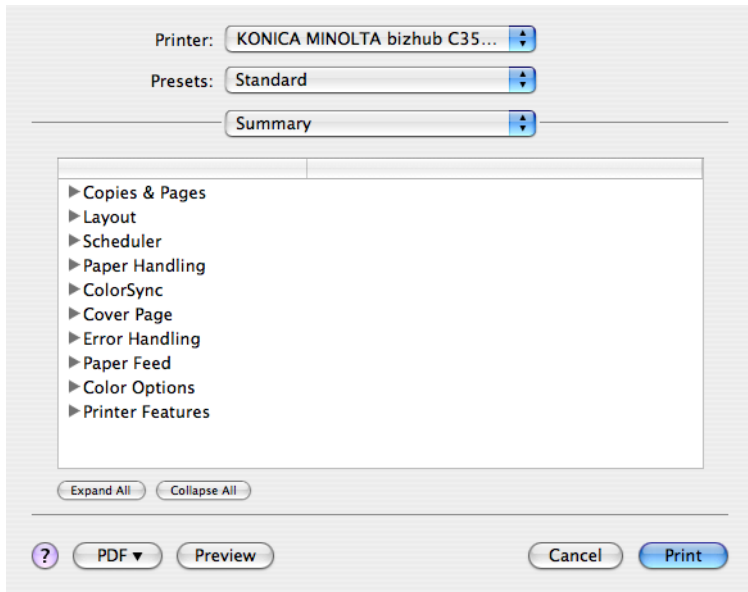 Printer: KONICA MINOLTA bizhub C35...
Presets: Standard
Summary
Copies & Pages
Layout
Scheduler
Paper Handling
ColorSync
Cover Page
Error Handling
Paper Feed
Color Options
Printer Features
Expand All Collapse All
? PDF▼ Preview Cancel Print